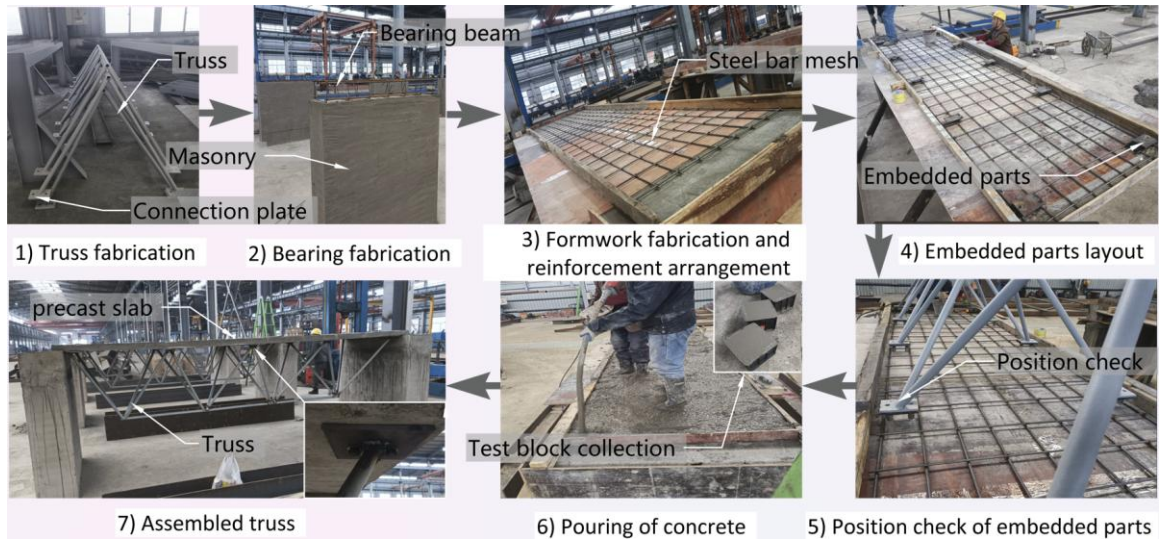 Truss
Connection plate
1) Truss fabrication
Bearing beam
Masonry
2) Bearing fabrication
Steel bar mesh
3) Formwork fabrication and
reinforcement arrangement
Embedded parts
4) Embedded parts layout
Position check
5) Position check of embedded parts
Test block collection
6) Pouring of concrete
precast slab
Truss
7) Assembled truss